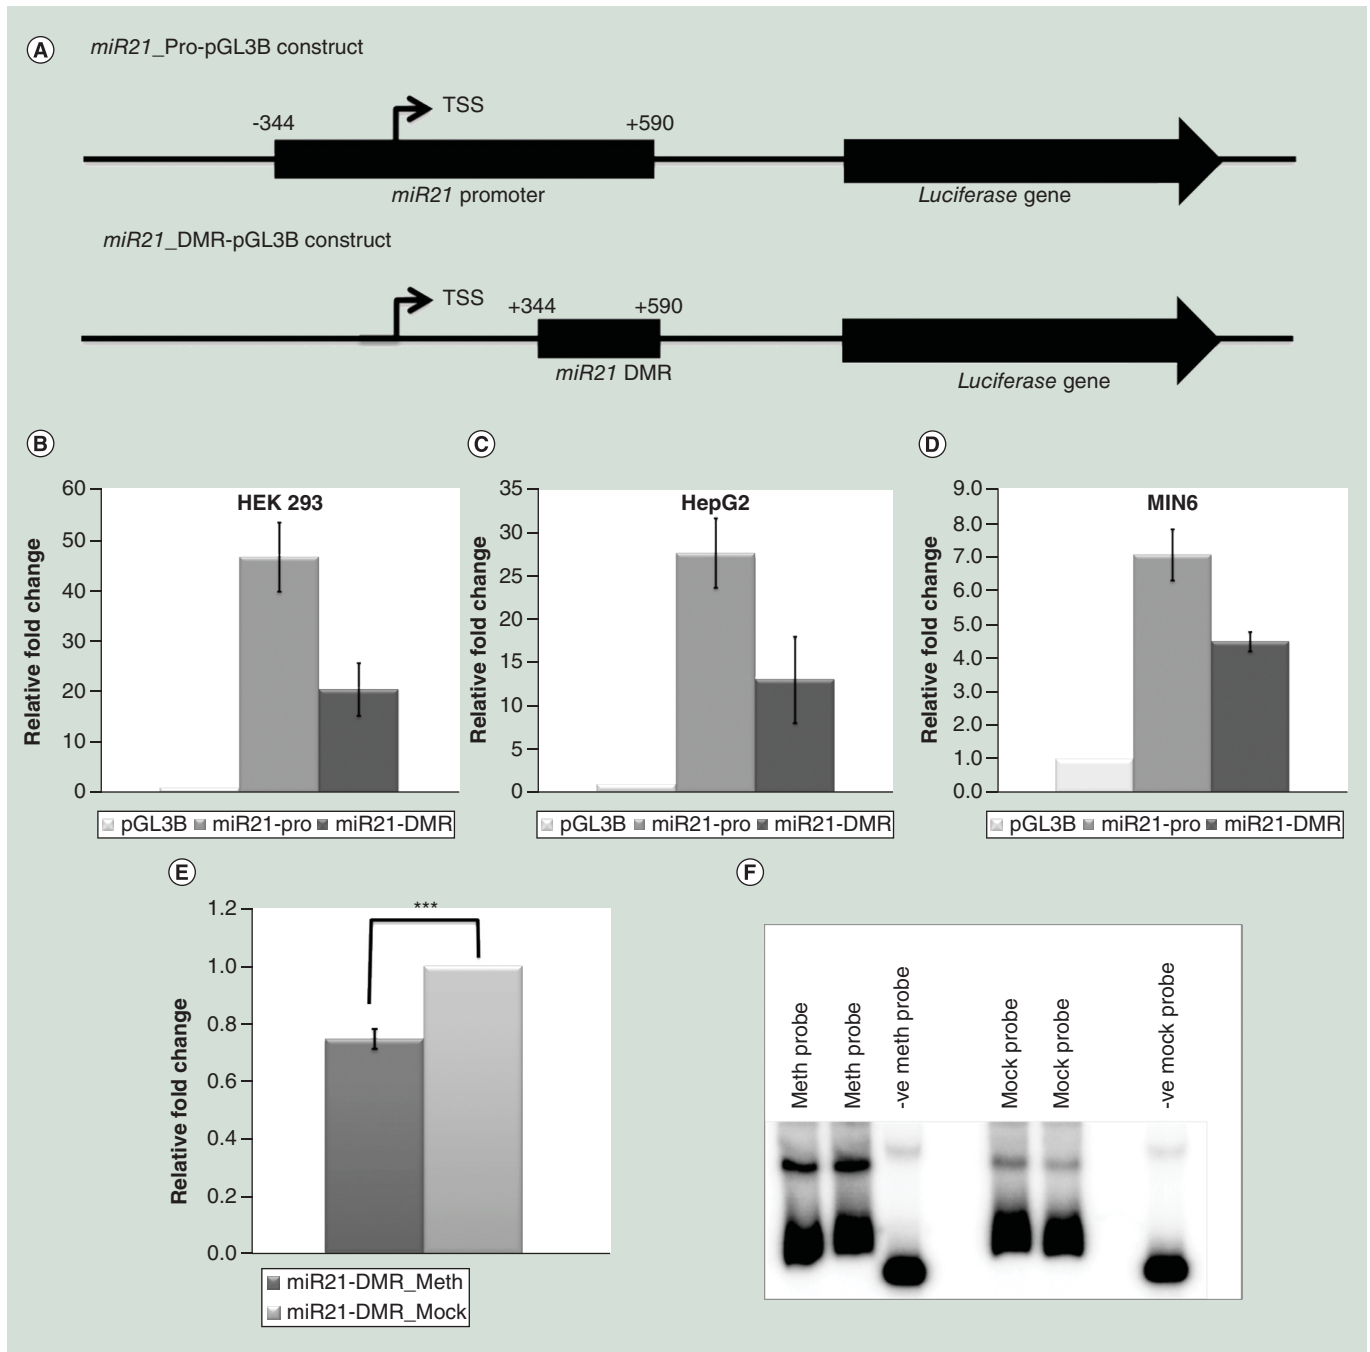 A
miR21_Pro-pGL3B construct
TSS
-344
+590
miR21 promoter
Luciferase gene
miR21_DMR-pGL3B construct
TSS
+344
+590
miR21 DMR
Luciferase gene
B
HEK 293
Relative fold change
60
50
40
30
20
10
0
pGL3B miR21-pro miR21-DMR
C
HepG2
Relative fold change
35
30
25
20
15
10
5
0
pGL3B miR21-pro miR21-DMR
D
MIN6
Relative fold change
9.0
8.0
7.0
6.0
5.0
4.0
3.0
2.0
1.0
0.0
pGL3B miR21-pro miR21-DMR
E
***
Relative fold change
1.2
1.0
0.8
0.6
0.4
0.2
0.0
miR21-DMR_Meth
miR21-DMR_Mock
F
Meth probe
Meth probe
-ve meth probe
Mock probe
Mock probe
-ve mock probe